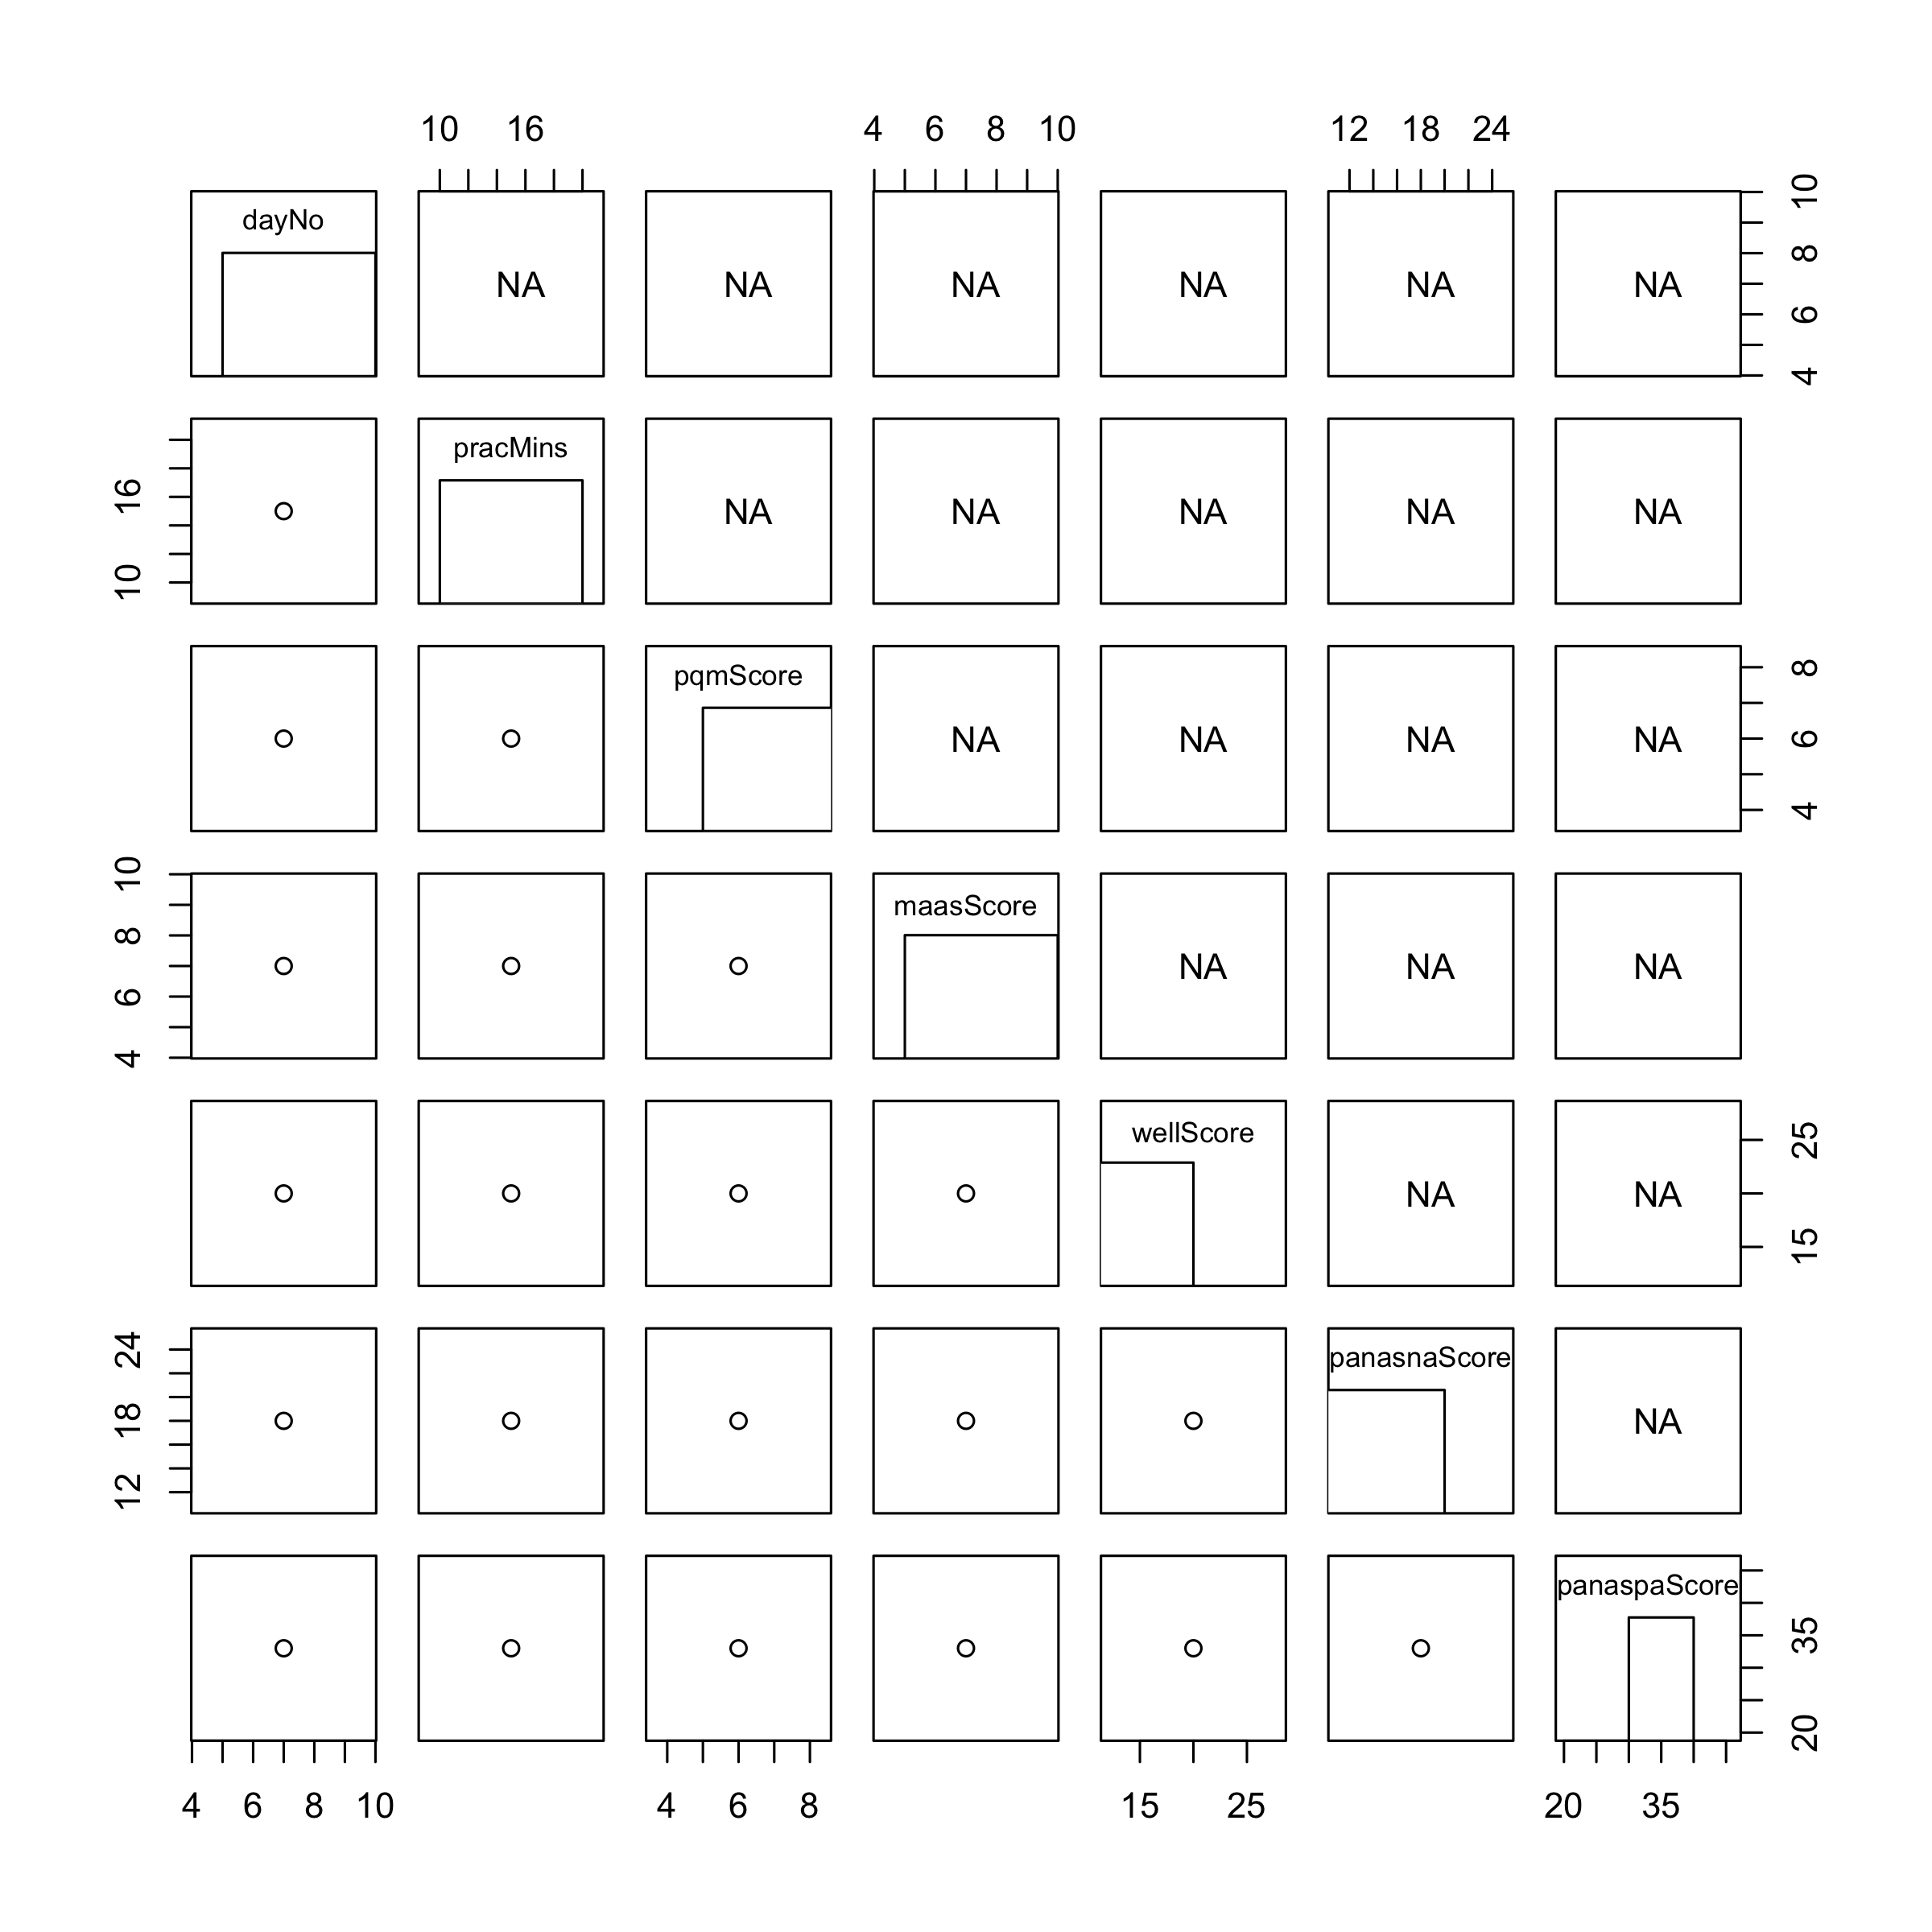 10 16 4 6 8 10 12 18 24
dayNo NA NA NA NA NA NA
10
8
6
4
16
10
pracMins NA NA NA NA NA
pqmScore NA NA NA NA
8
6
4
10
8
6
4
maasScore NA NA NA
wellScore NA NA
25
15
24
18
12
panasnaScore NA
panaspaScore
35
20
4 6 8 10 4 6 8 15 25 20 35